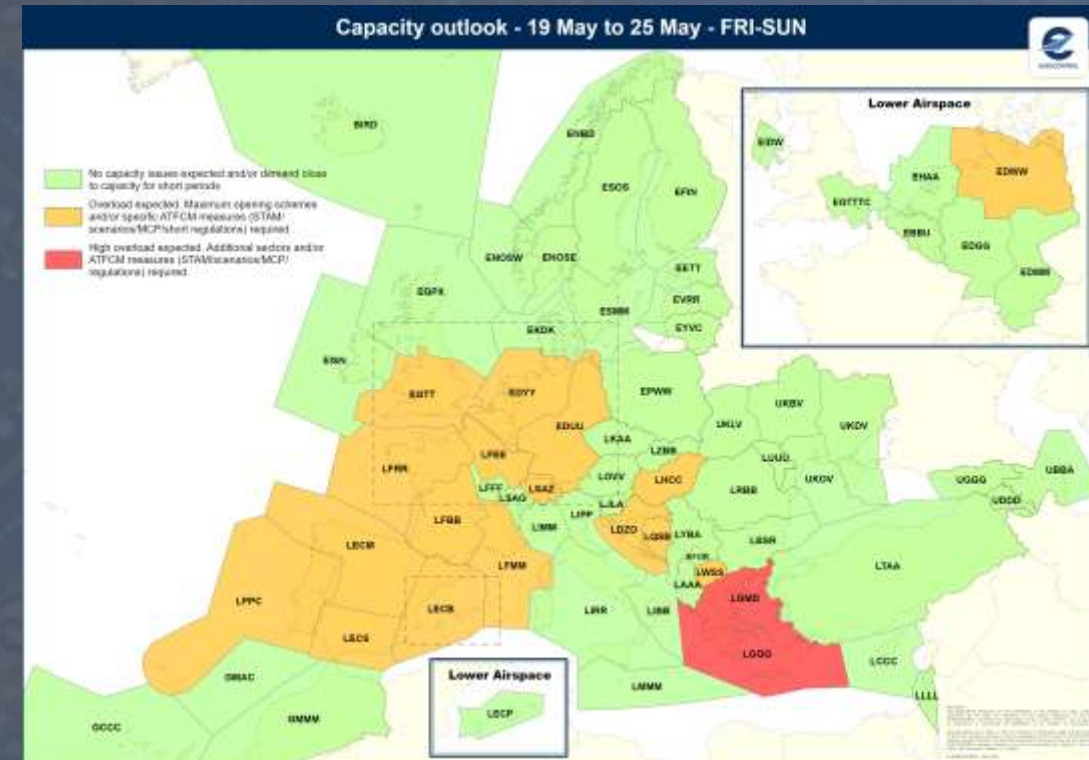 Capacity outlook - 19 May to 25 May - FRI-SUN
EUROCONTROL
No capacity issues expected and/or demand close
to capacity for short periods
Overload expected. Maximum opening schemes
and/or specific ATFCM measures (STAM/
scenarios/MCP/short regulations) required
High overload expected. Additional sectors and/or
ATFCM measures (STAM/scenarios/MCP/
regulations) required
Lower Airspace
EIDW
EHAA
EDWW
EGTTTC
EBBU
EDGG
EDMM
BIRD
ENBD
ESOS
EFIN
ENOSW
ENOSE
EETT
EGPX
EVRR
ESMM
EKDK
EYVC
EISN
EGTT
EDYY
EPWW
UKBV
EDUU
UKLV
UKDV
LKAA
LFEE
LZBB
LFRR
LUUU
UBBA
LOVV
LHCC
UKOV
UGGG
LFFF
LSAZ
LRBB
LSAG
UDDD
LJLA
LIPP
LFBB
LIMM
LDZO
LQSB
LYBA
LBSR
LECM
LFMM
LWSS
LTAA
LAAA
LPPC
LECB
LIRR
LIBB
LGMD
LECS
LGGG
LCCC
GMAC
LMMM
LLLL
GCCC
GMMM
Lower Airspace
LECP